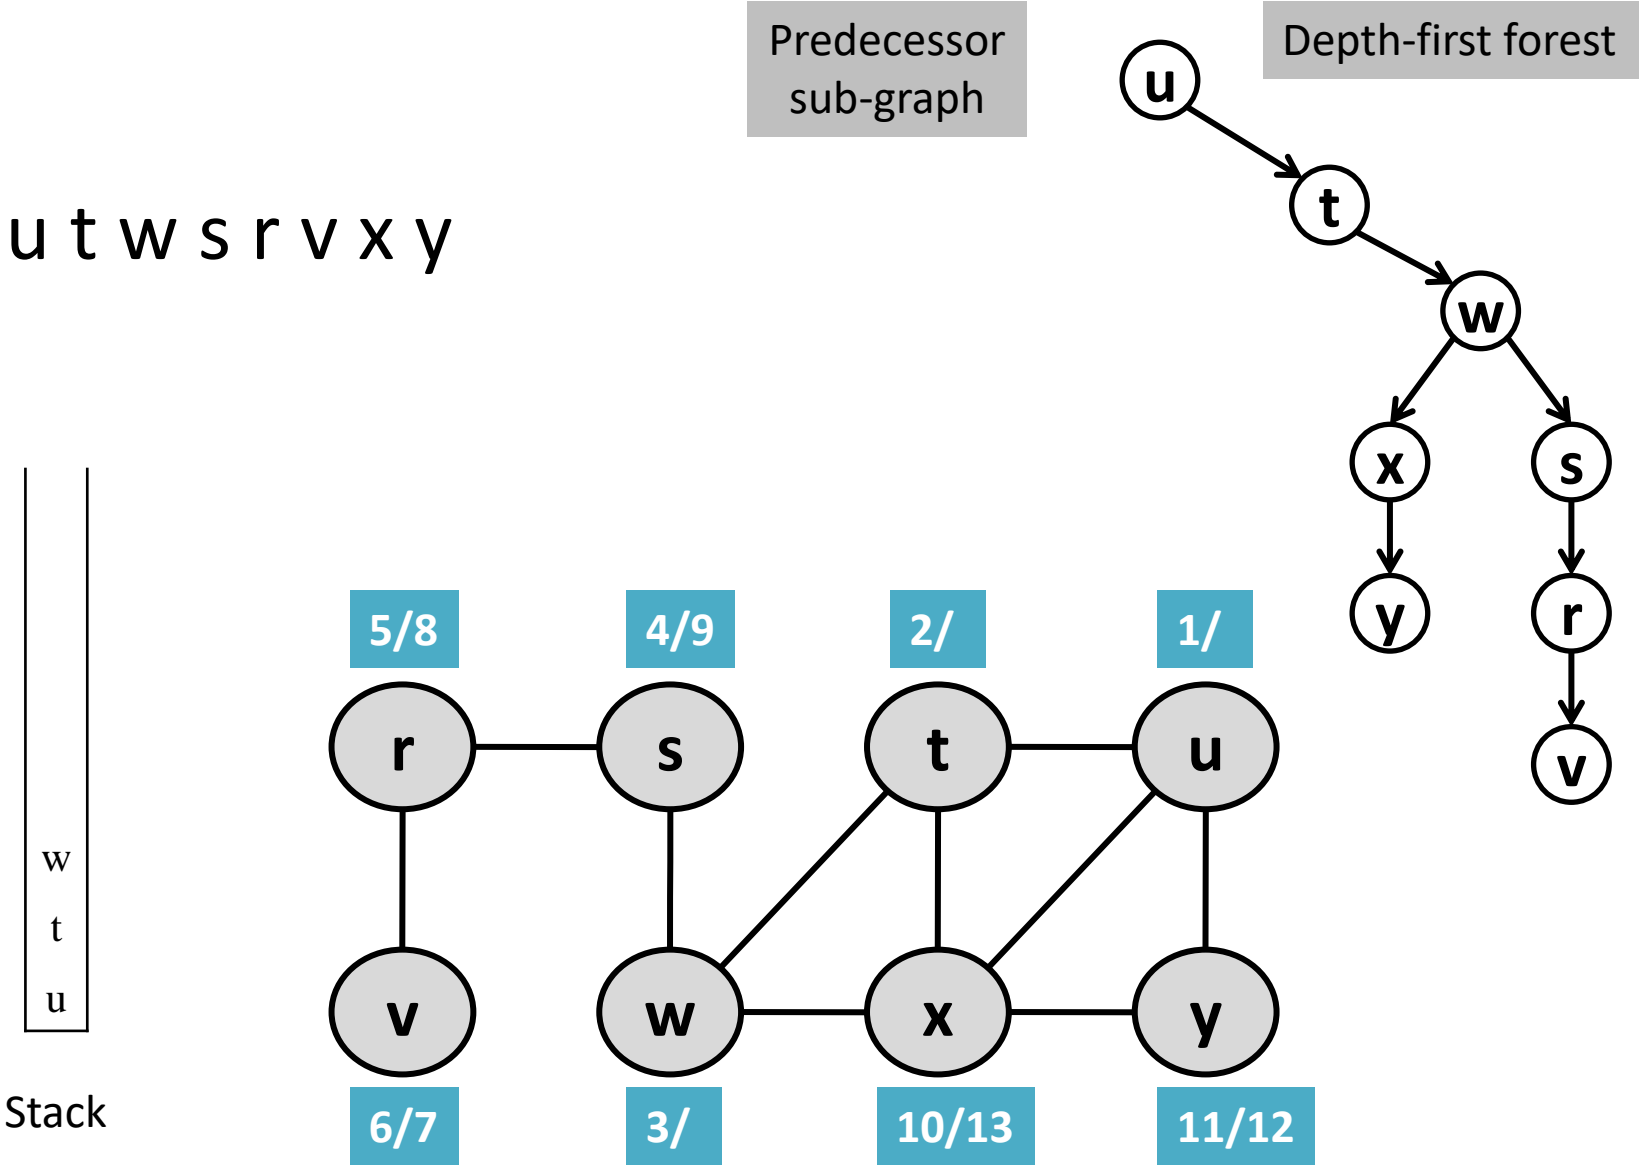 Predecessor
sub-graph
Depth-first forest
u
t
u t w s r v x y
w
x
s
y
r
v
5/8
4/9
2/
1/
r
s
t
u
w
t
u
v
w
x
y
Stack
6/7
3/
10/13
11/12